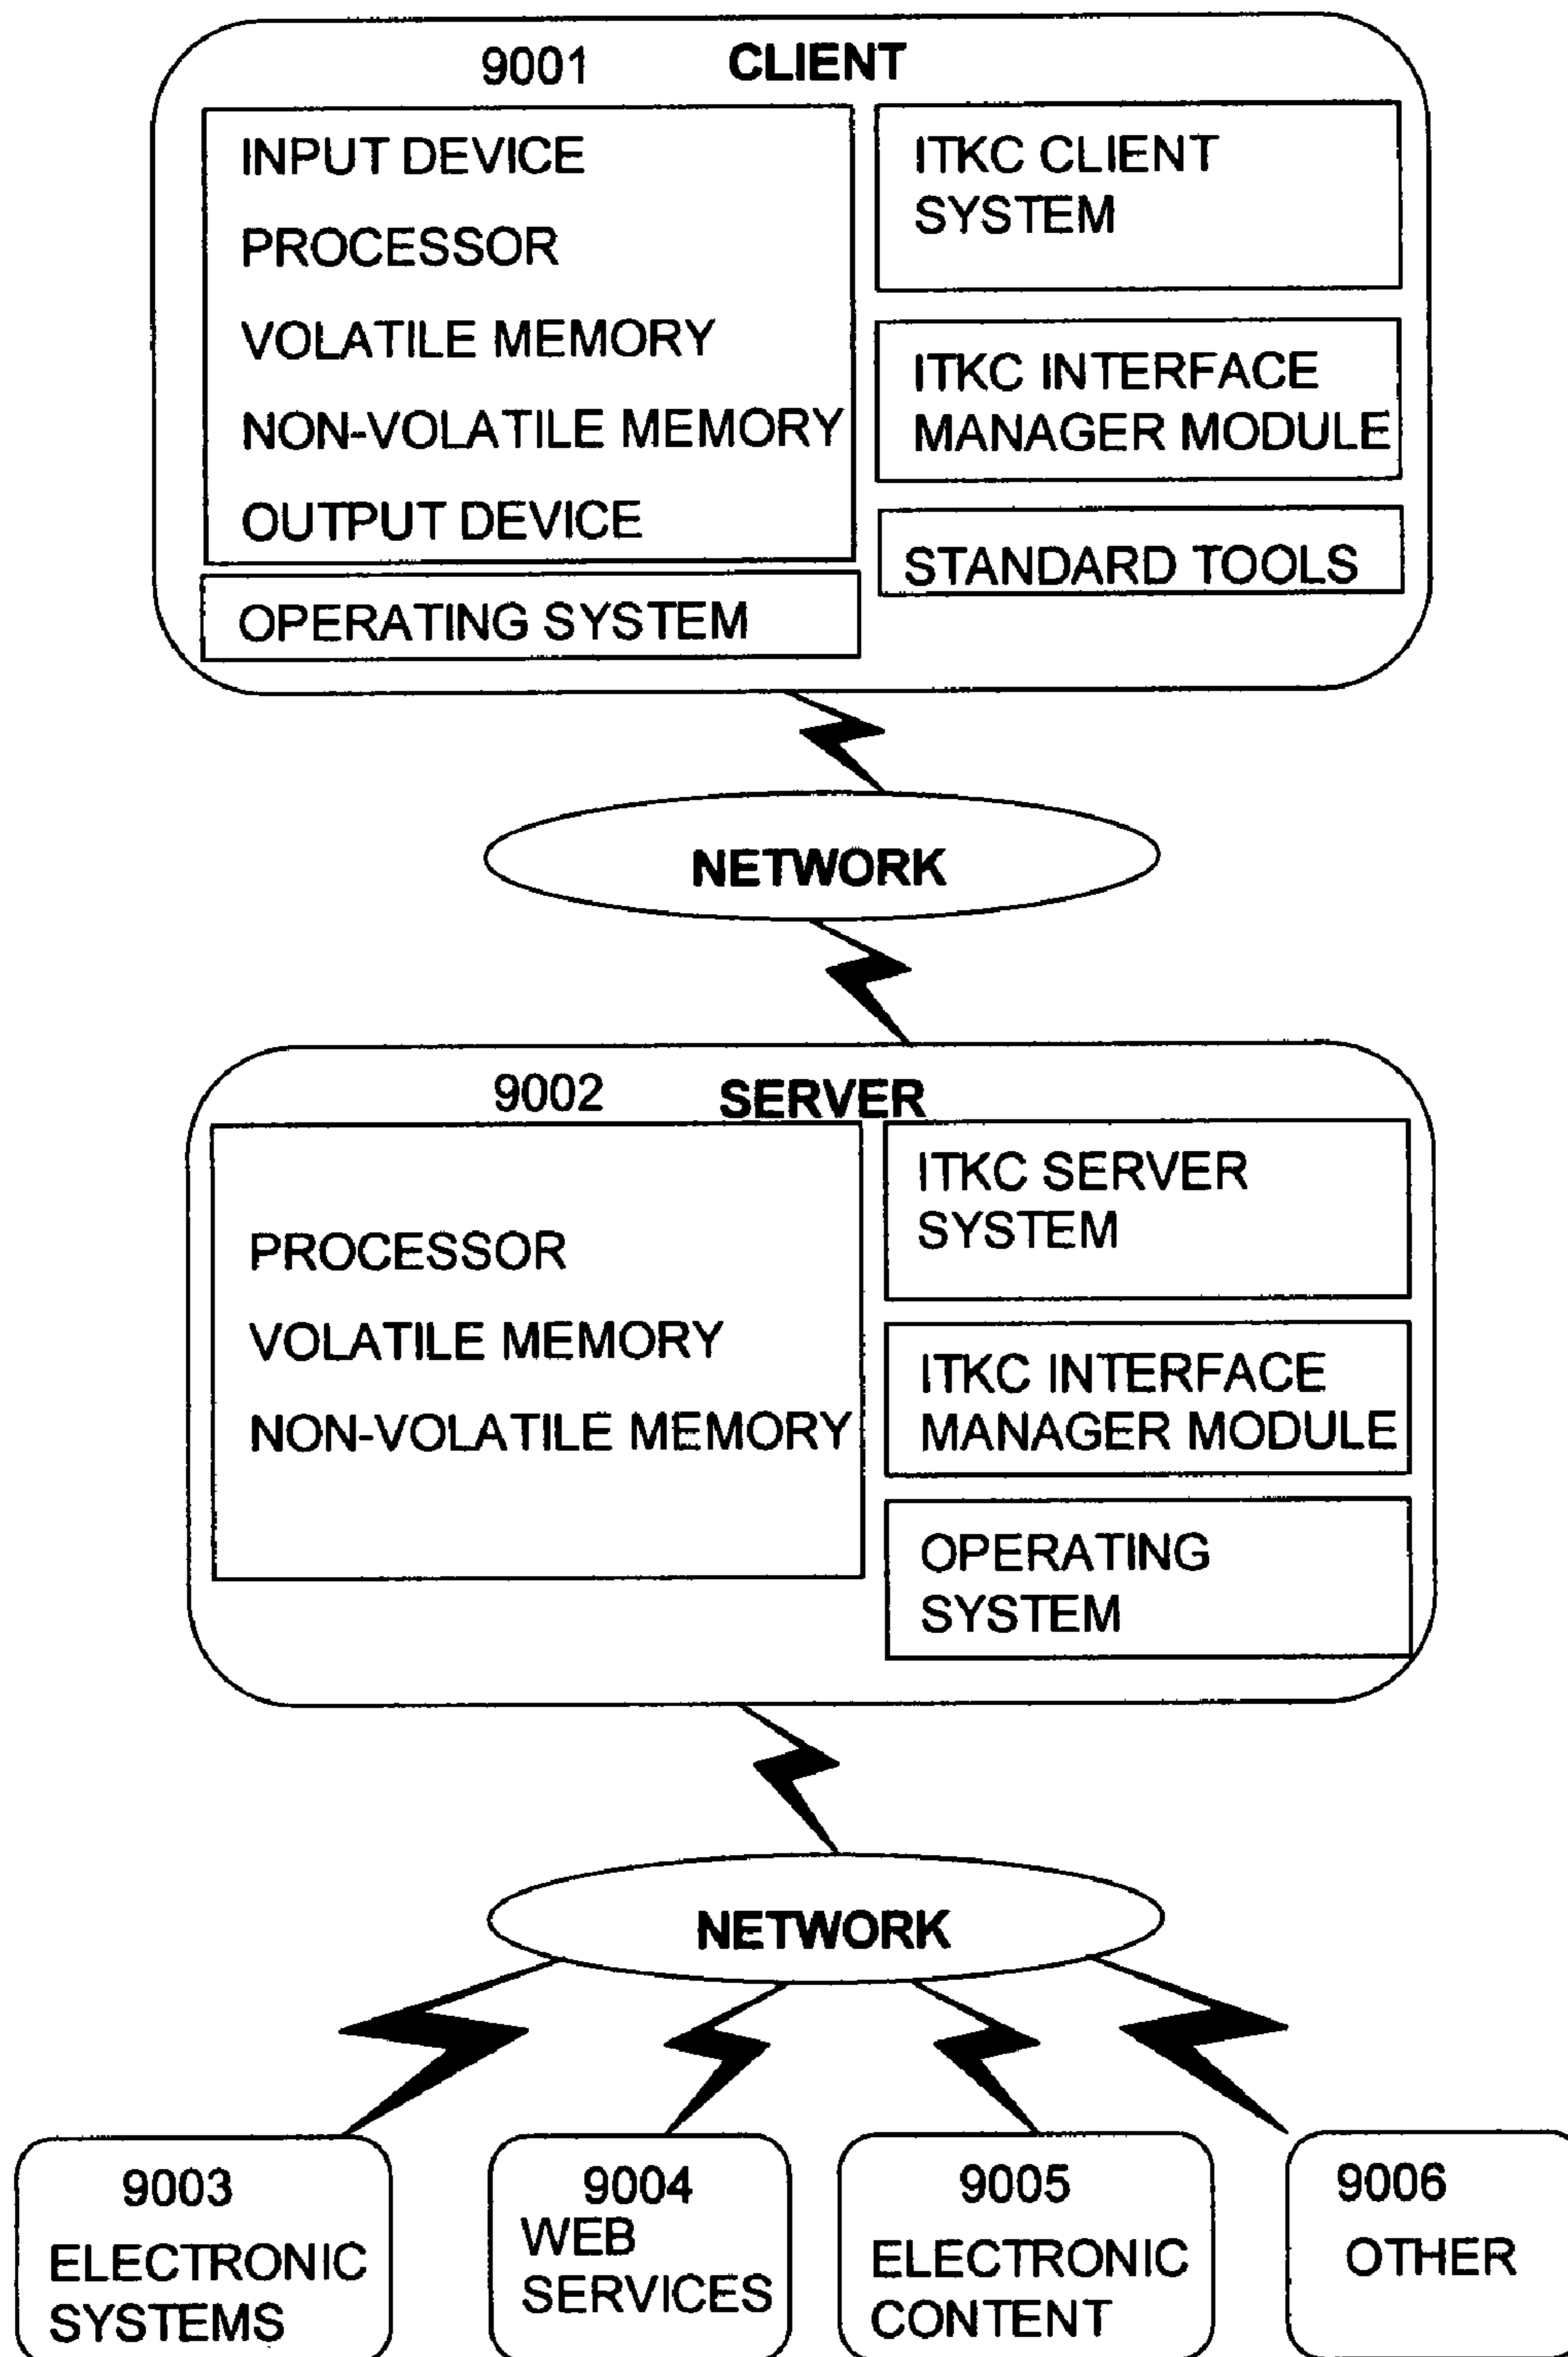 9001 CLIENT
INPUT DEVICE
PROCESSOR
VOLATILE MEMORY
NON-VOLATILE MEMORY
OUTPUT DEVICE
OPERATING SYSTEM
ITKC CLIENT
SYSTEM
ITKC INTERFACE
MANAGER MODULE
STANDARD TOOLS
NETWORK
9002 SERVER
PROCESSOR
VOLATILE MEMORY
NON-VOLATILE MEMORY
ITKC SERVER
SYSTEM
ITKC INTERFACE
MANAGER MODULE
OPERATING
SYSTEM
NETWORK
9003
ELECTRONIC
SYSTEMS
9004
WEB
SERVICES
9005
ELECTRONIC
CONTENT
9006
OTHER